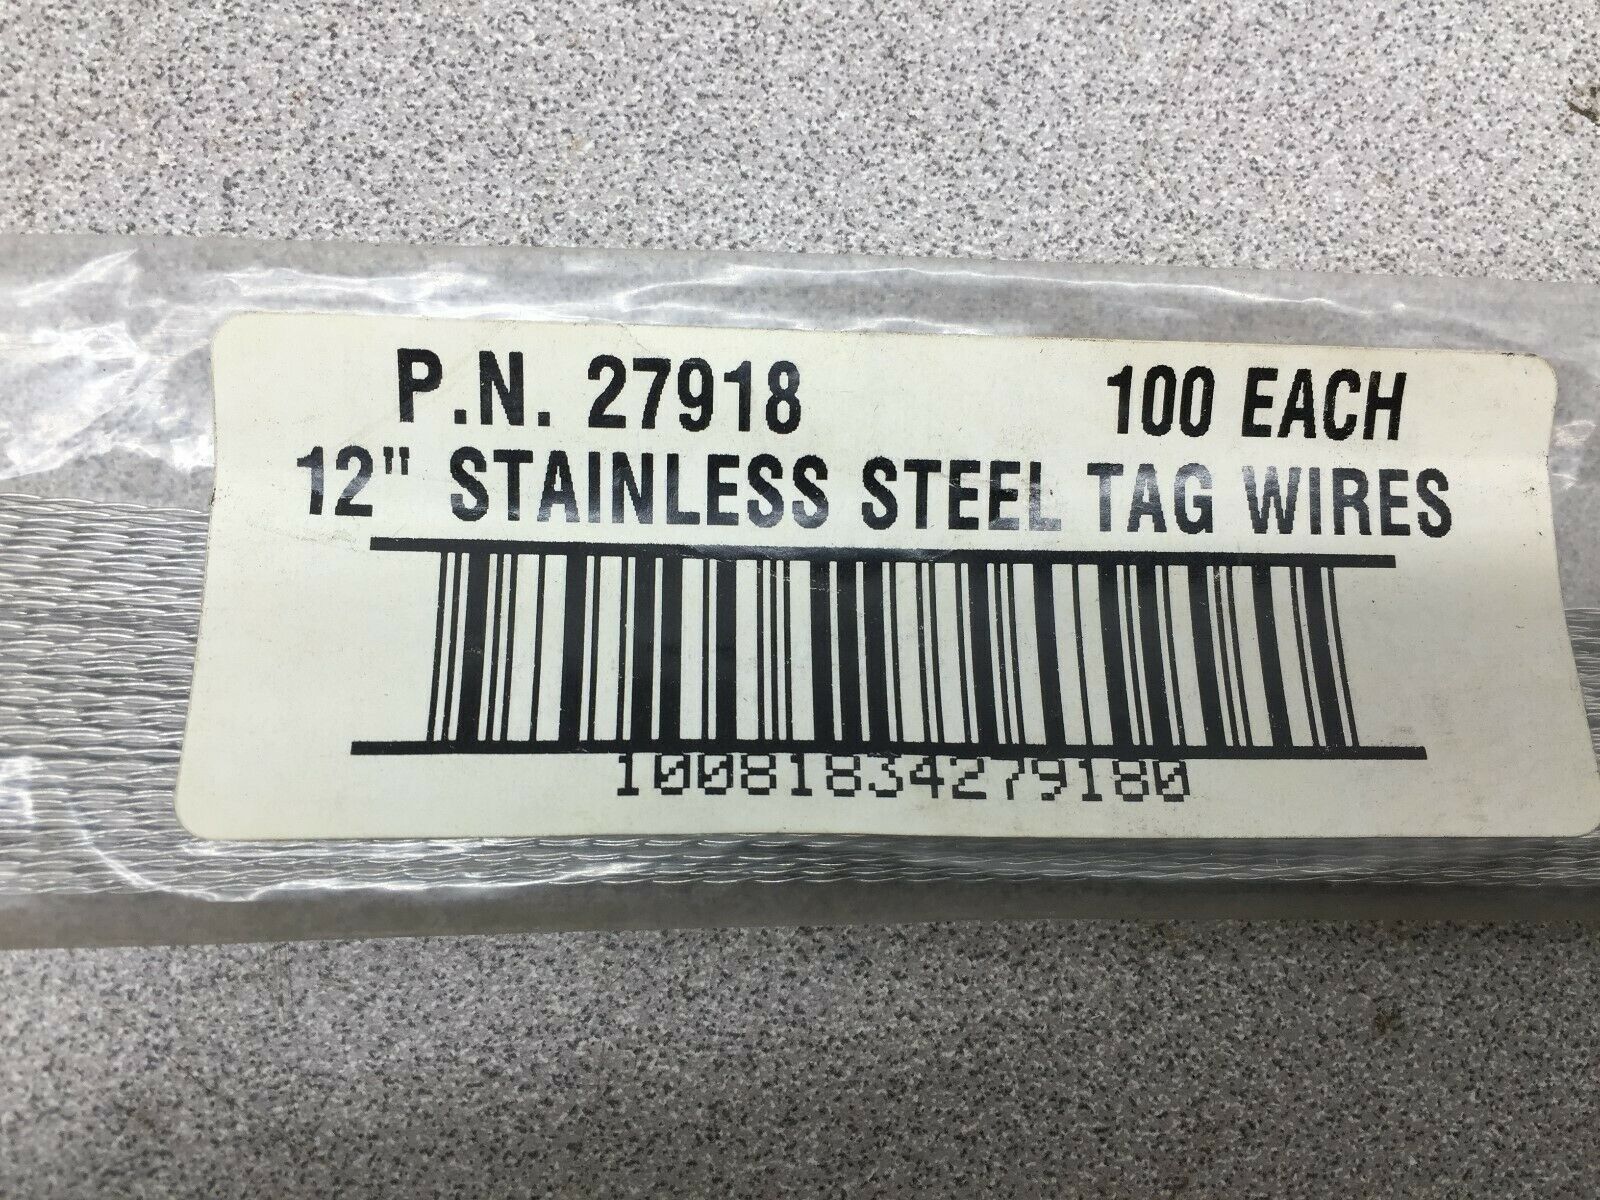 P.N. 27918 100 EACH
12" STAINLESS STEEL TAG WIRES
10081834279180